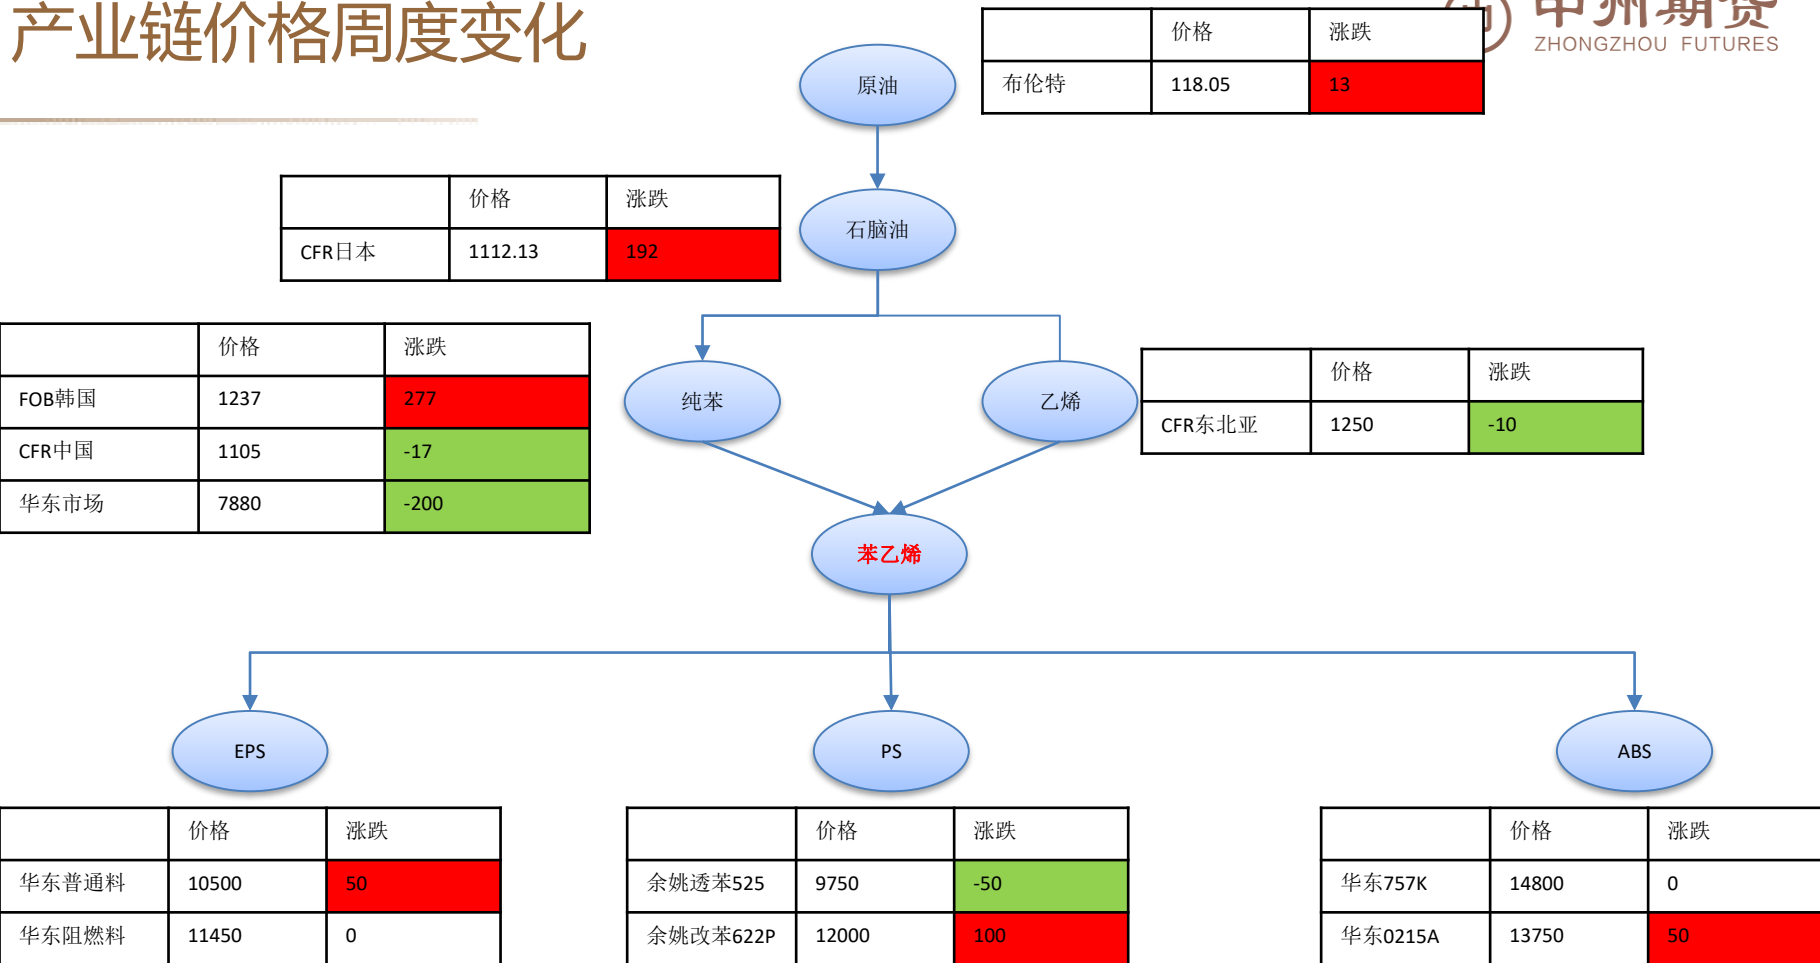 产业链价格周度变化
中州期货
ZHONGZHOU FUTURES
原油
价格 涨跌
布伦特 118.05 13
石脑油
价格 涨跌
CFR日本 1112.13 192
纯苯
价格 涨跌
FOB韩国 1237 277
CFR中国 1105 -17
华东市场 7880 -200
乙烯
价格 涨跌
CFR东北亚 1250 -10
苯乙烯
EPS
价格 涨跌
华东普通料 10500 50
华东阻燃料 11450 0
PS
价格 涨跌
余姚透苯525 9750 -50
余姚改苯622P 12000 100
ABS
价格 涨跌
华东757K 14800 0
华东0215A 13750 50